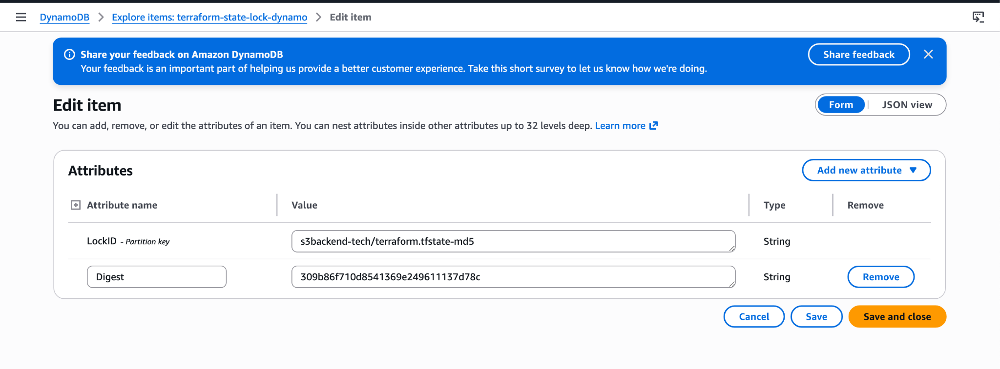 DynamoDB > Explore items: terraform-state-lock-dynamo > Edit item
Share your feedback on Amazon DynamoDB
Your feedback is an important part of helping us provide a better customer experience. Take this short survey to let us know how we're doing.
Share feedback
Edit item
Form | JSON view
You can add, remove, or edit the attributes of an item. You can nest attributes inside other attributes up to 32 levels deep. Learn more
Attributes
Add new attribute
Attribute name Value Type Remove
LockID - Partition key s3backend-tech/terraform.tfstate-md5 String
Digest 309b86f710d8541369e249611137d78c String Remove
Cancel Save Save and close